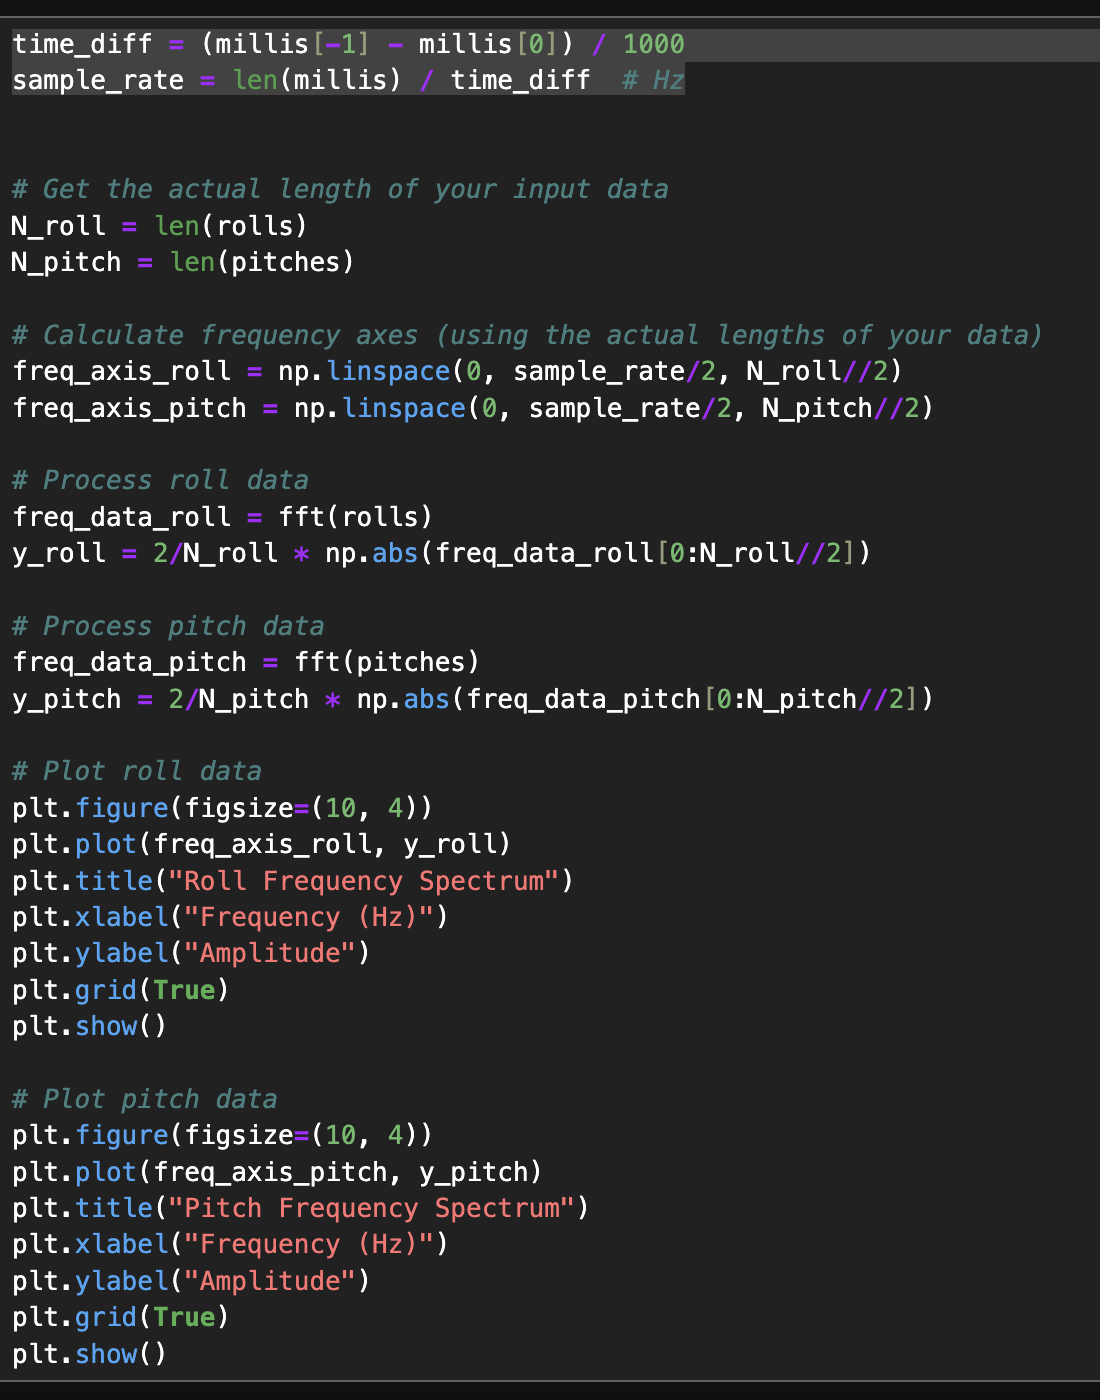 time_diff = (millis[-1] - millis[0]) / 1000
sample_rate = len(millis) / time_diff  # Hz
# Get the actual length of your input data
N_roll = len(rolls)
N_pitch = len(pitches)
# Calculate frequency axes (using the actual lengths of your data)
freq_axis_roll = np.linspace(0, sample_rate/2, N_roll//2)
freq_axis_pitch = np.linspace(0, sample_rate/2, N_pitch//2)
# Process roll data
freq_data_roll = fft(rolls)
y_roll = 2/N_roll * np.abs(freq_data_roll[0:N_roll//2])
# Process pitch data
freq_data_pitch = fft(pitches)
y_pitch = 2/N_pitch * np.abs(freq_data_pitch[0:N_pitch//2])
# Plot roll data
plt.figure(figsize=(10, 4))
plt.plot(freq_axis_roll, y_roll)
plt.title("Roll Frequency Spectrum")
plt.xlabel("Frequency (Hz)")
plt.ylabel("Amplitude")
plt.grid(True)
plt.show()
# Plot pitch data
plt.figure(figsize=(10, 4))
plt.plot(freq_axis_pitch, y_pitch)
plt.title("Pitch Frequency Spectrum")
plt.xlabel("Frequency (Hz)")
plt.ylabel("Amplitude")
plt.grid(True)
plt.show()